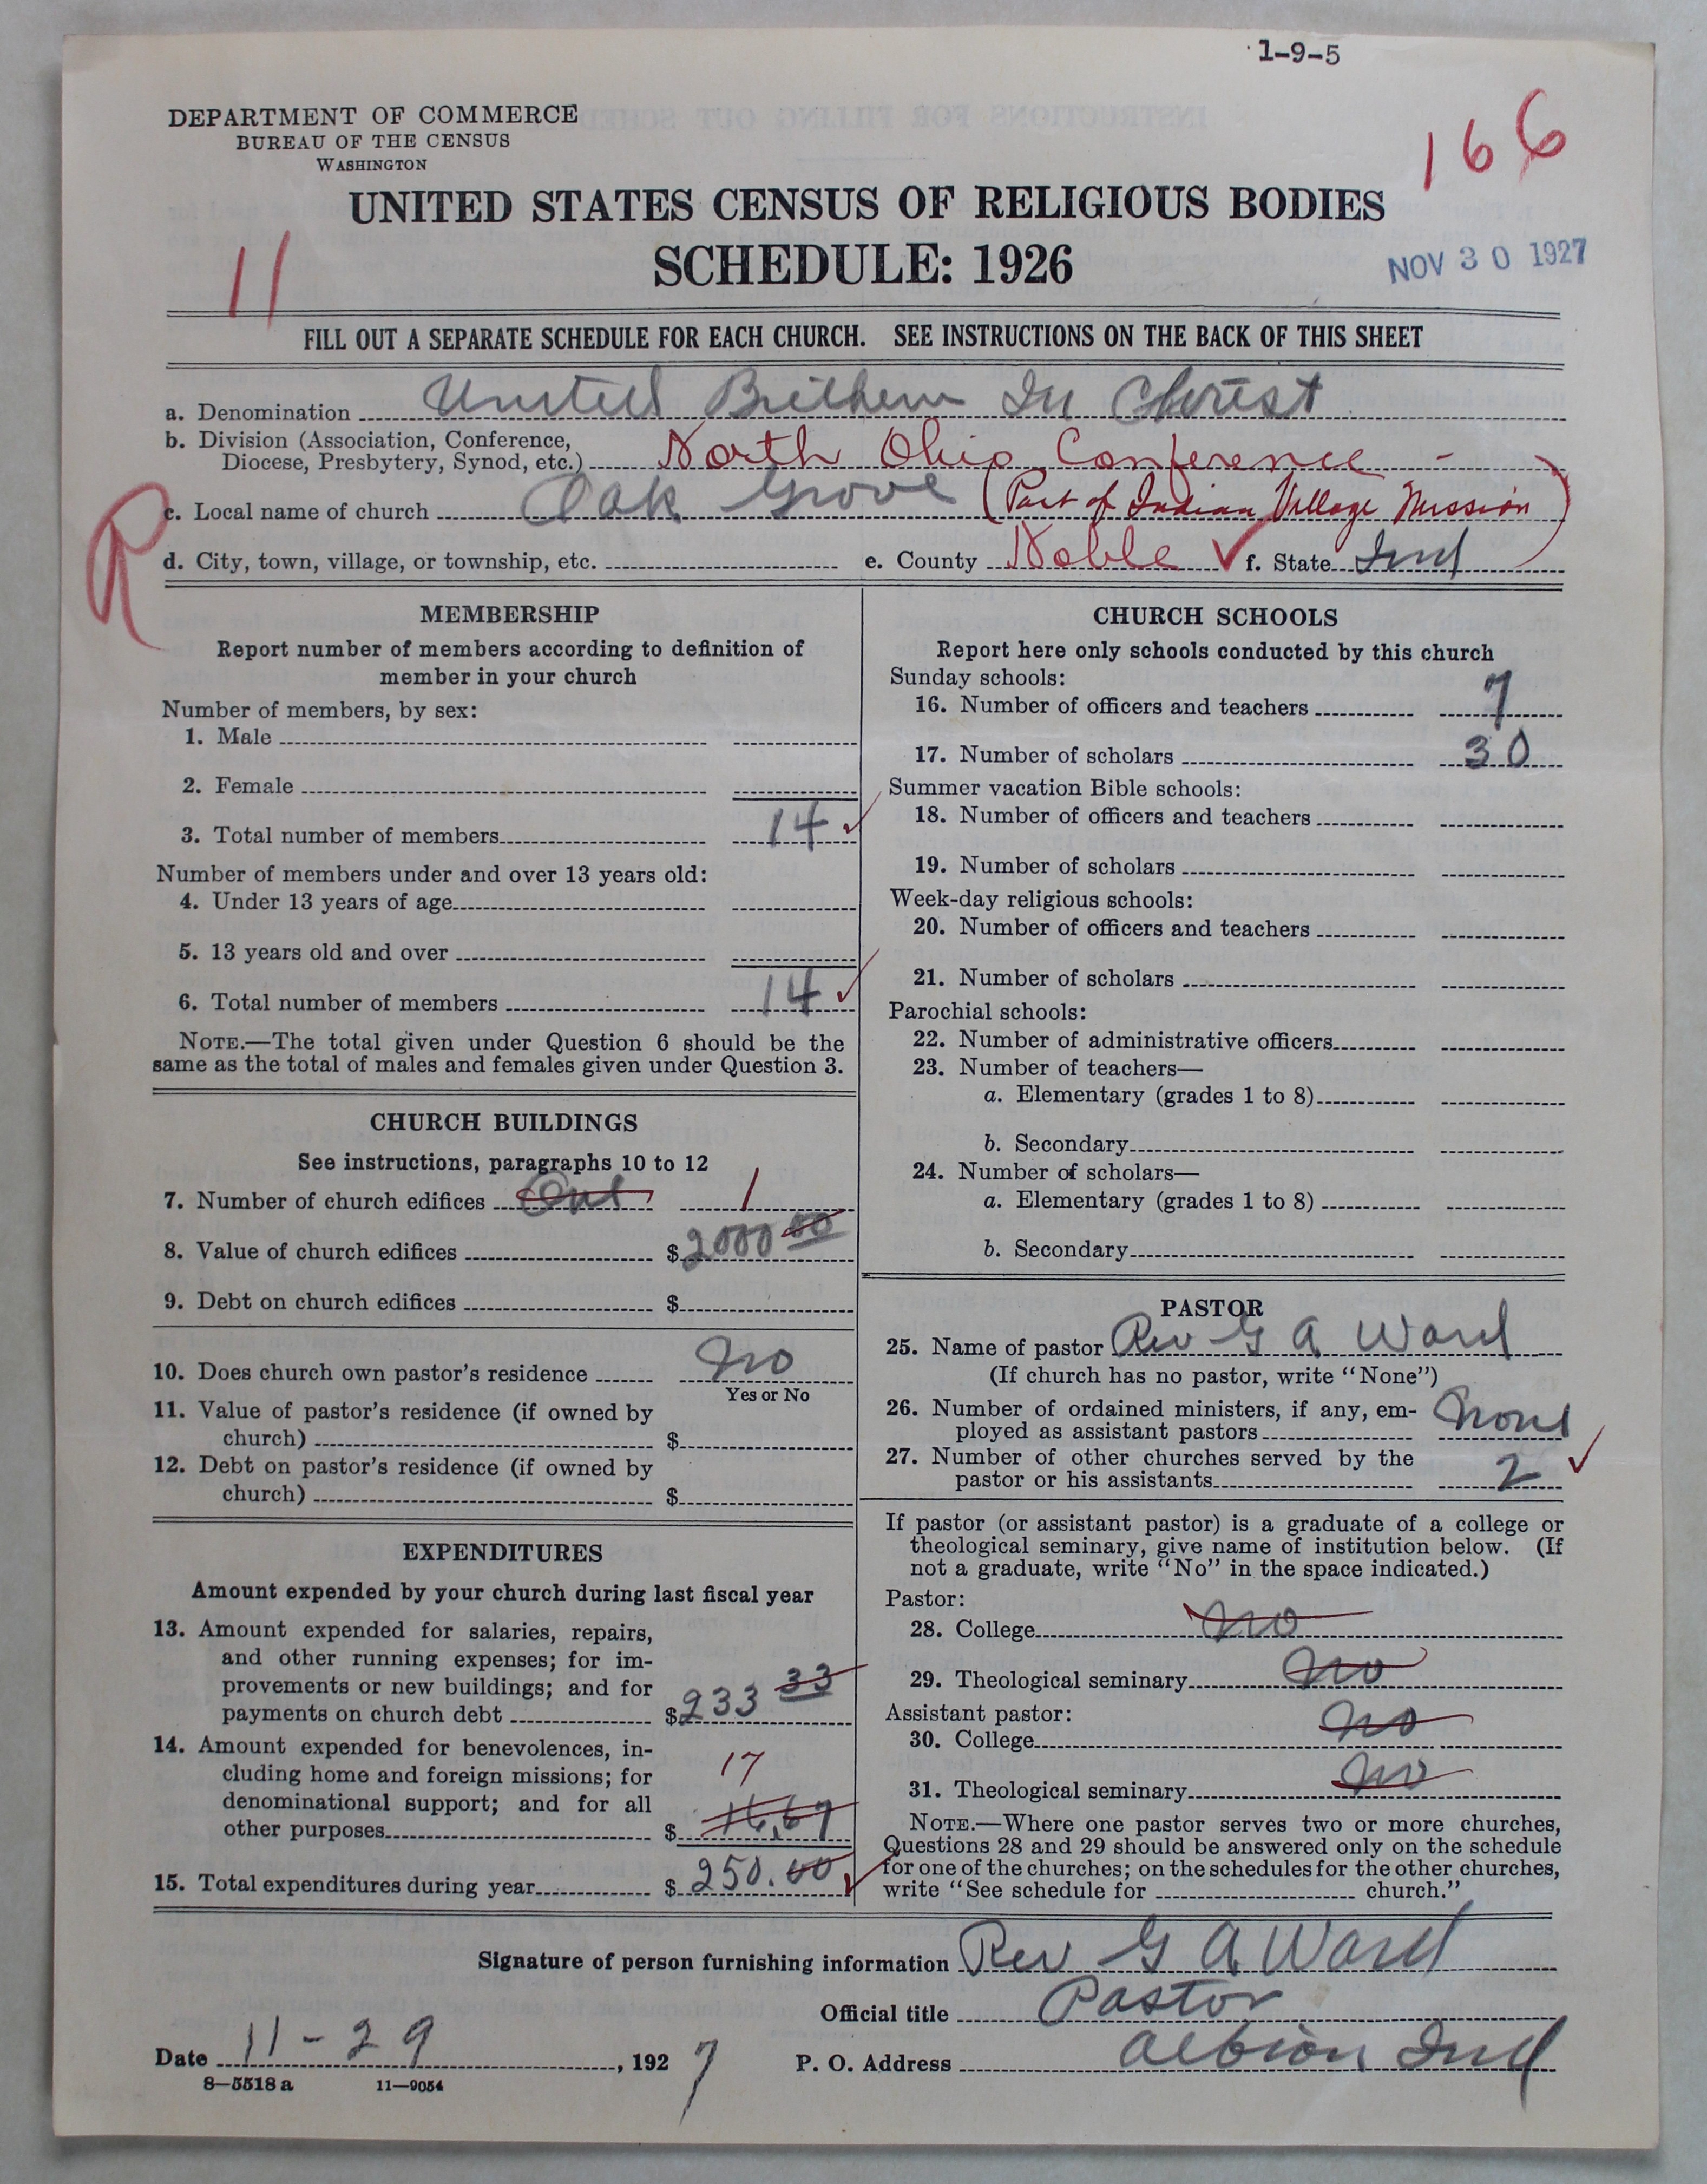 1-9-5
DEPARTMENT OF COMMERCE
BUREAU OF THE CENSUS
WASHINGTON
166
UNITED STATES CENSUS OF RELIGIOUS BODIES
11
SCHEDULE: 1926
NOV 30 1927
FILL OUT A SEPARATE SCHEDULE FOR EACH CHURCH. SEE INSTRUCTIONS ON THE BACK OF THIS SHEET
a. Denomination United Brethern In Christ
b. Division (Association, Conference,
Diocese, Presbytery, Synod, etc.) North Ohio Conference -
R
c. Local name of church Oak Grove (Part of Indian Village Mission)
d. City, town, village, or township, etc. e. County Noble ✓ f. State Ind
MEMBERSHIP
Report number of members according to definition of
member in your church
Number of members, by sex:
1. Male
2. Female
3. Total number of members 14 ✓
Number of members under and over 13 years old:
4. Under 13 years of age
5. 13 years old and over
6. Total number of members 14 ✓
NOTE.—The total given under Question 6 should be the
same as the total of males and females given under Question 3.
CHURCH BUILDINGS
See instructions, paragraphs 10 to 12
7. Number of church edifices One 1
8. Value of church edifices $2000 00
9. Debt on church edifices $
10. Does church own pastor's residence No
Yes or No
11. Value of pastor's residence (if owned by
church) $
12. Debt on pastor's residence (if owned by
church) $
EXPENDITURES
Amount expended by your church during last fiscal year
13. Amount expended for salaries, repairs,
and other running expenses; for im-
provements or new buildings; and for
payments on church debt $233 33
14. Amount expended for benevolences, in-
cluding home and foreign missions; for
denominational support; and for all
other purposes $ 17 16,67
15. Total expenditures during year $250.00 ✓
CHURCH SCHOOLS
Report here only schools conducted by this church
Sunday schools:
16. Number of officers and teachers 7
17. Number of scholars 30
Summer vacation Bible schools:
18. Number of officers and teachers
19. Number of scholars
Week-day religious schools:
20. Number of officers and teachers
21. Number of scholars
Parochial schools:
22. Number of administrative officers
23. Number of teachers—
a. Elementary (grades 1 to 8)
b. Secondary
24. Number of scholars—
a. Elementary (grades 1 to 8)
b. Secondary
PASTOR
25. Name of pastor Rev G A Ward
(If church has no pastor, write "None")
26. Number of ordained ministers, if any, em-
ployed as assistant pastors None
27. Number of other churches served by the
pastor or his assistants 2 ✓
If pastor (or assistant pastor) is a graduate of a college or
theological seminary, give name of institution below. (If
not a graduate, write "No" in the space indicated.)
Pastor:
28. College No
29. Theological seminary No
Assistant pastor:
30. College No
31. Theological seminary No
NOTE.—Where one pastor serves two or more churches,
Questions 28 and 29 should be answered only on the schedule
for one of the churches; on the schedules for the other churches,
write "See schedule for church."
Signature of person furnishing information Rev G A Ward
Official title Pastor
Date 11-29, 1927 P. O. Address Albion Ind
8—5518 a 11—9054